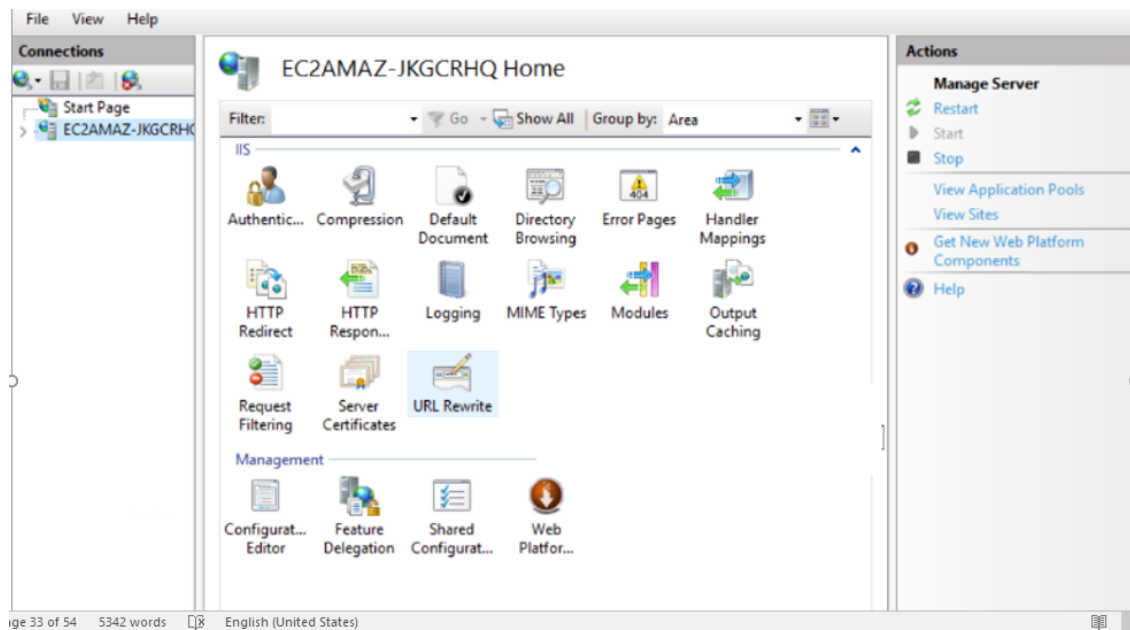 File View Help
Connections
Start Page
EC2AMAZ-JKGCRHQ
EC2AMAZ-JKGCRHQ Home
Filter:
Go
Show All
Group by: Area
IIS
Authentic...
Compression
Default
Document
Directory
Browsing
Error Pages
404
Handler
Mappings
HTTP
Redirect
HTTP
Respon...
Logging
MIME Types
Modules
Output
Caching
Request
Filtering
Server
Certificates
URL Rewrite
Management
Configurat...
Editor
Feature
Delegation
Shared
Configurat...
Web
Platfor...
Actions
Manage Server
Restart
Start
Stop
View Application Pools
View Sites
Get New Web Platform
Components
Help
age 33 of 54 5342 words English (United States)